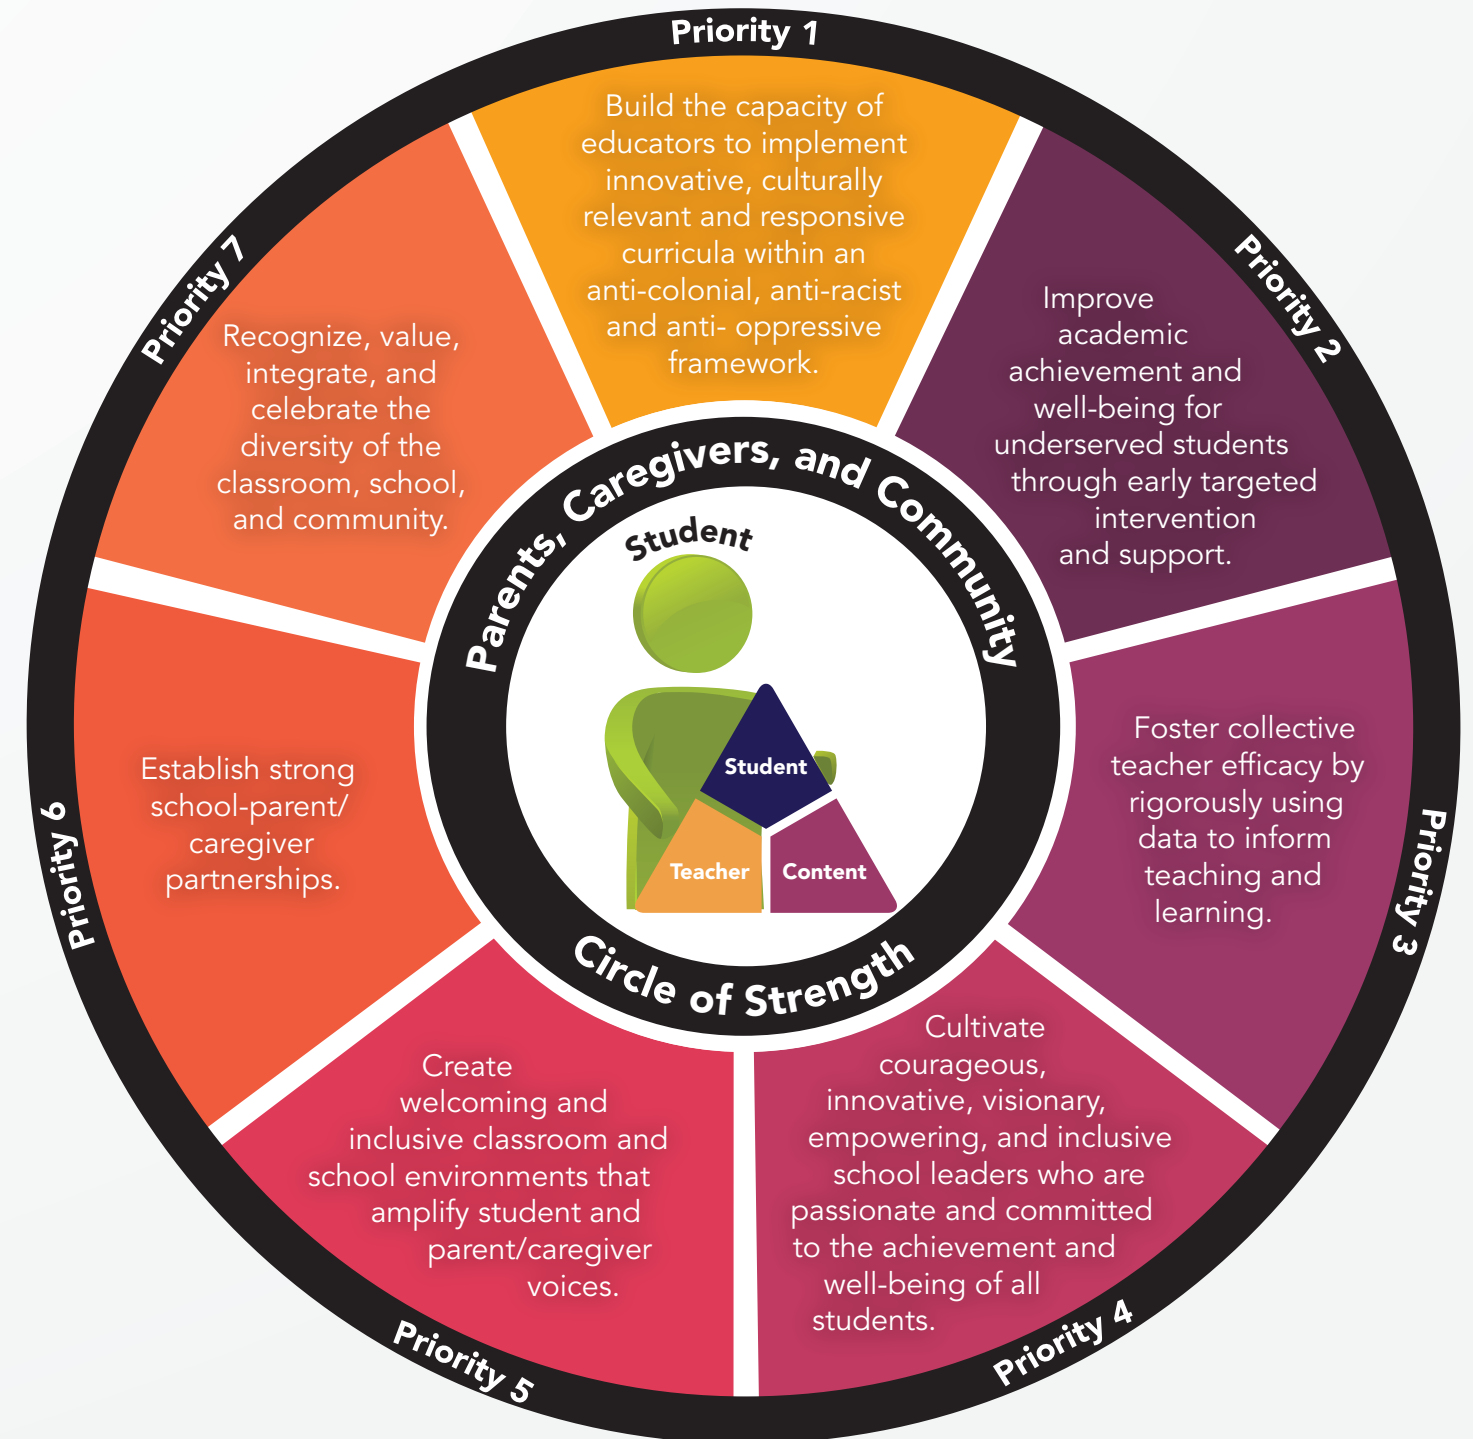 Priority 1
Build the capacity of
educators to implement
innovative, culturally
relevant and responsive
curricula within an
anti-colonial, anti-racist
and anti- oppressive
framework.
Priority 2
Improve
academic
achievement and
well-being for
underserved students
through early targeted
intervention
and support.
Priority 3
Foster collective
teacher efficacy by
rigorously using
data to inform
teaching and
learning.
Priority 4
Cultivate
courageous,
innovative, visionary,
empowering, and inclusive
school leaders who are
passionate and committed
to the achievement and
well-being of all
students.
Priority 5
Create
welcoming and
inclusive classroom and
school environments that
amplify student and
parent/caregiver
voices.
Priority 6
Establish strong
school-parent/
caregiver
partnerships.
Priority 7
Recognize, value,
integrate, and
celebrate the
diversity of the
classroom, school,
and community.
Parents, Caregivers, and Community
Student
Student
Teacher
Content
Circle of Strength